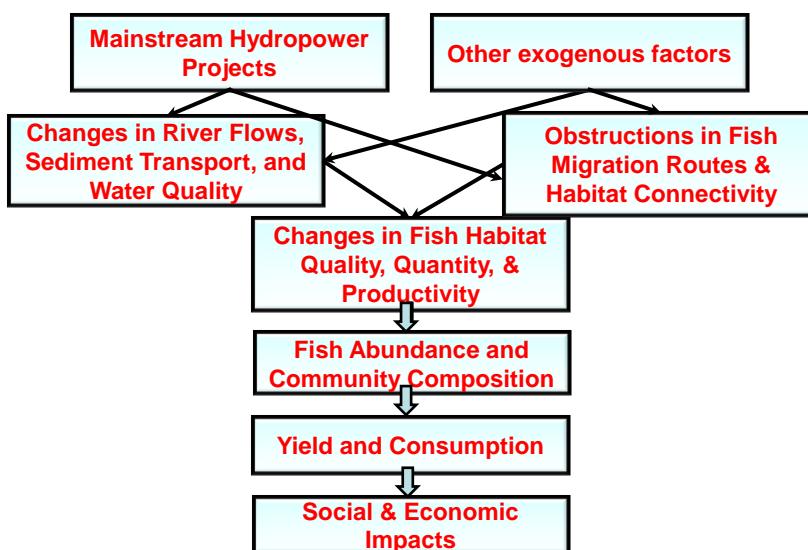 Mainstream Hydropower
Projects
Other exogenous factors
Changes in River Flows,
Sediment Transport, and
Water Quality
Obstructions in Fish
Migration Routes &
Habitat Connectivity
Changes in Fish Habitat
Quality, Quantity, &
Productivity
Fish Abundance and
Community Composition
Yield and Consumption
Social & Economic
Impacts